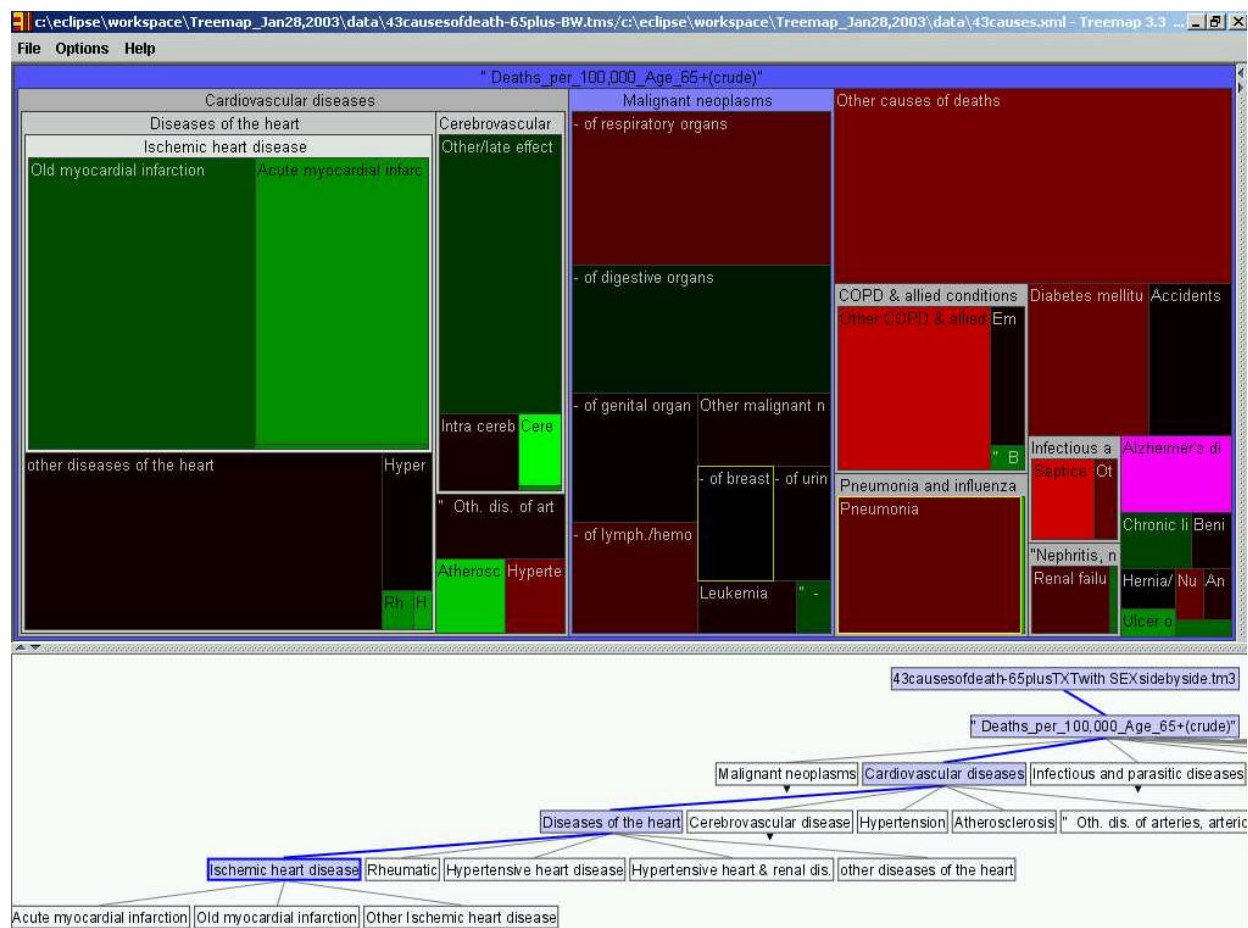 c:\eclipse\workspace\Treemap_Jan28,2003\data\43causesofdeath-65plus-BW.tms/c:\eclipse\workspace\Treemap_Jan28,2003\data\43causes.xml - Treemap 3.3 ...
File Options Help
" Deaths_per_100,000_Age_65+(crude)"
Cardiovascular diseases
Diseases of the heart
Ischemic heart disease
Old myocardial infarction
Acute myocardial infarc
other diseases of the heart
Hyper
Rh
H
Cerebrovascular
Other/late effect
Intra cereb
Cere
" Oth. dis. of art
Atherosc
Hyperte
Malignant neoplasms
- of respiratory organs
- of digestive organs
- of genital organ
Other malignant n
- of breast
- of urin
- of lymph./hemo
Leukemia
" -
Other causes of deaths
COPD & allied conditions
Other COPD & allied
Em
" B
Pneumonia and influenza
Pneumonia
Diabetes mellitu
Accidents
Infectious a
Septice
Ot
Alzheimer's di
Chronic li
Beni
"Nephritis, n
Renal failu
Hernia/
Nu
An
Ulcer o
43causesofdeath-65plusTXTwith SEXsidebyside.tm3
" Deaths_per_100,000_Age_65+(crude)"
Malignant neoplasms
Cardiovascular diseases
Infectious and parasitic diseases
Diseases of the heart
Cerebrovascular disease
Hypertension
Atherosclerosis
" Oth. dis. of arteries, arteric
Ischemic heart disease
Rheumatic
Hypertensive heart disease
Hypertensive heart & renal dis.
other diseases of the heart
Acute myocardial infarction
Old myocardial infarction
Other Ischemic heart disease